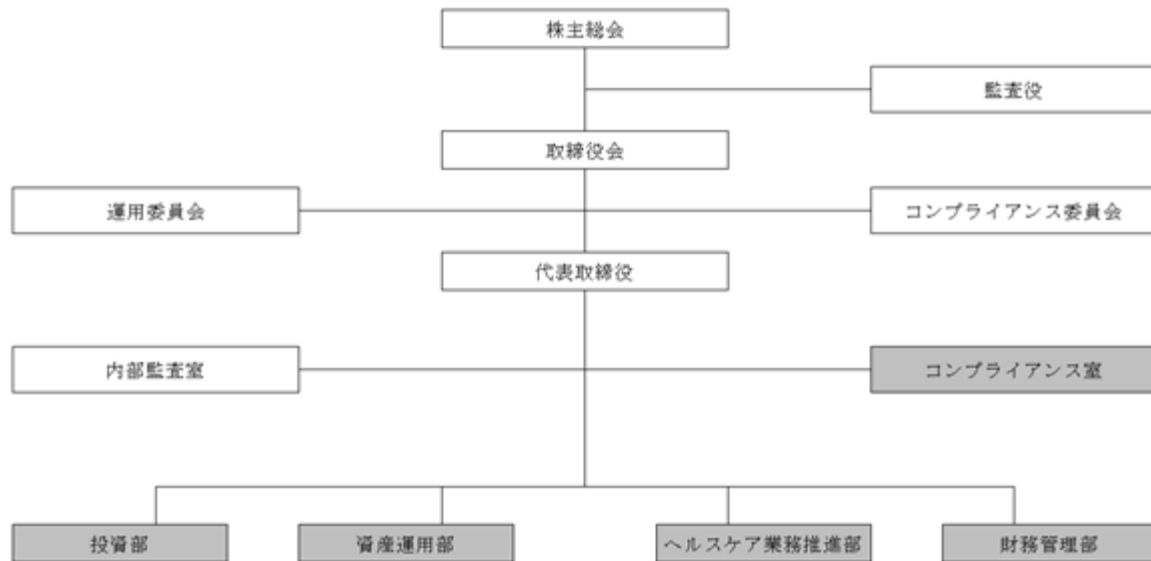 株主総会
監査役
取締役会
運用委員会
コンプライアンス委員会
代表取締役
内部監査室
コンプライアンス室
投資部
資産運用部
ヘルスケア業務推進部
財務管理部